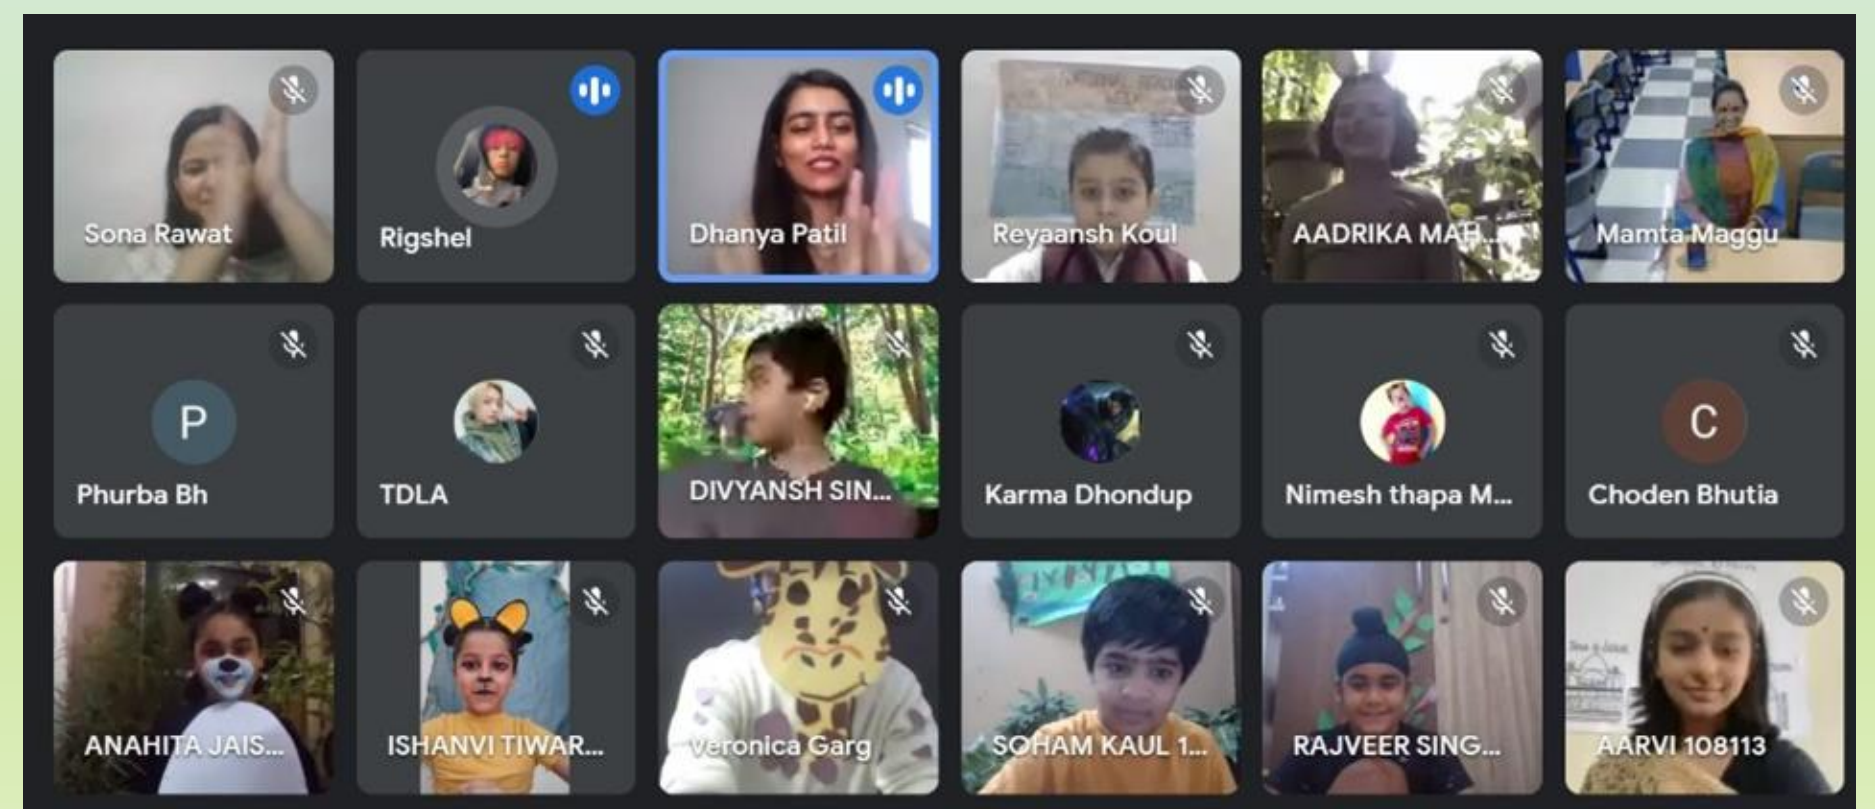 Sona Rawat
Rigshel
Dhanya Patil
Reyaansh Koul
AADRIKA MAH...
Mamta Maggu
P
Phurba Bh
TDLA
DIVYANSH SIN...
Karma Dhondup
Nimesh thapa M...
C
Choden Bhutia
ANAHITA JAIS...
ISHANVI TIWAR...
Veronica Garg
SOHAM KAUL 1...
RAJVEER SING...
AARVI 108113